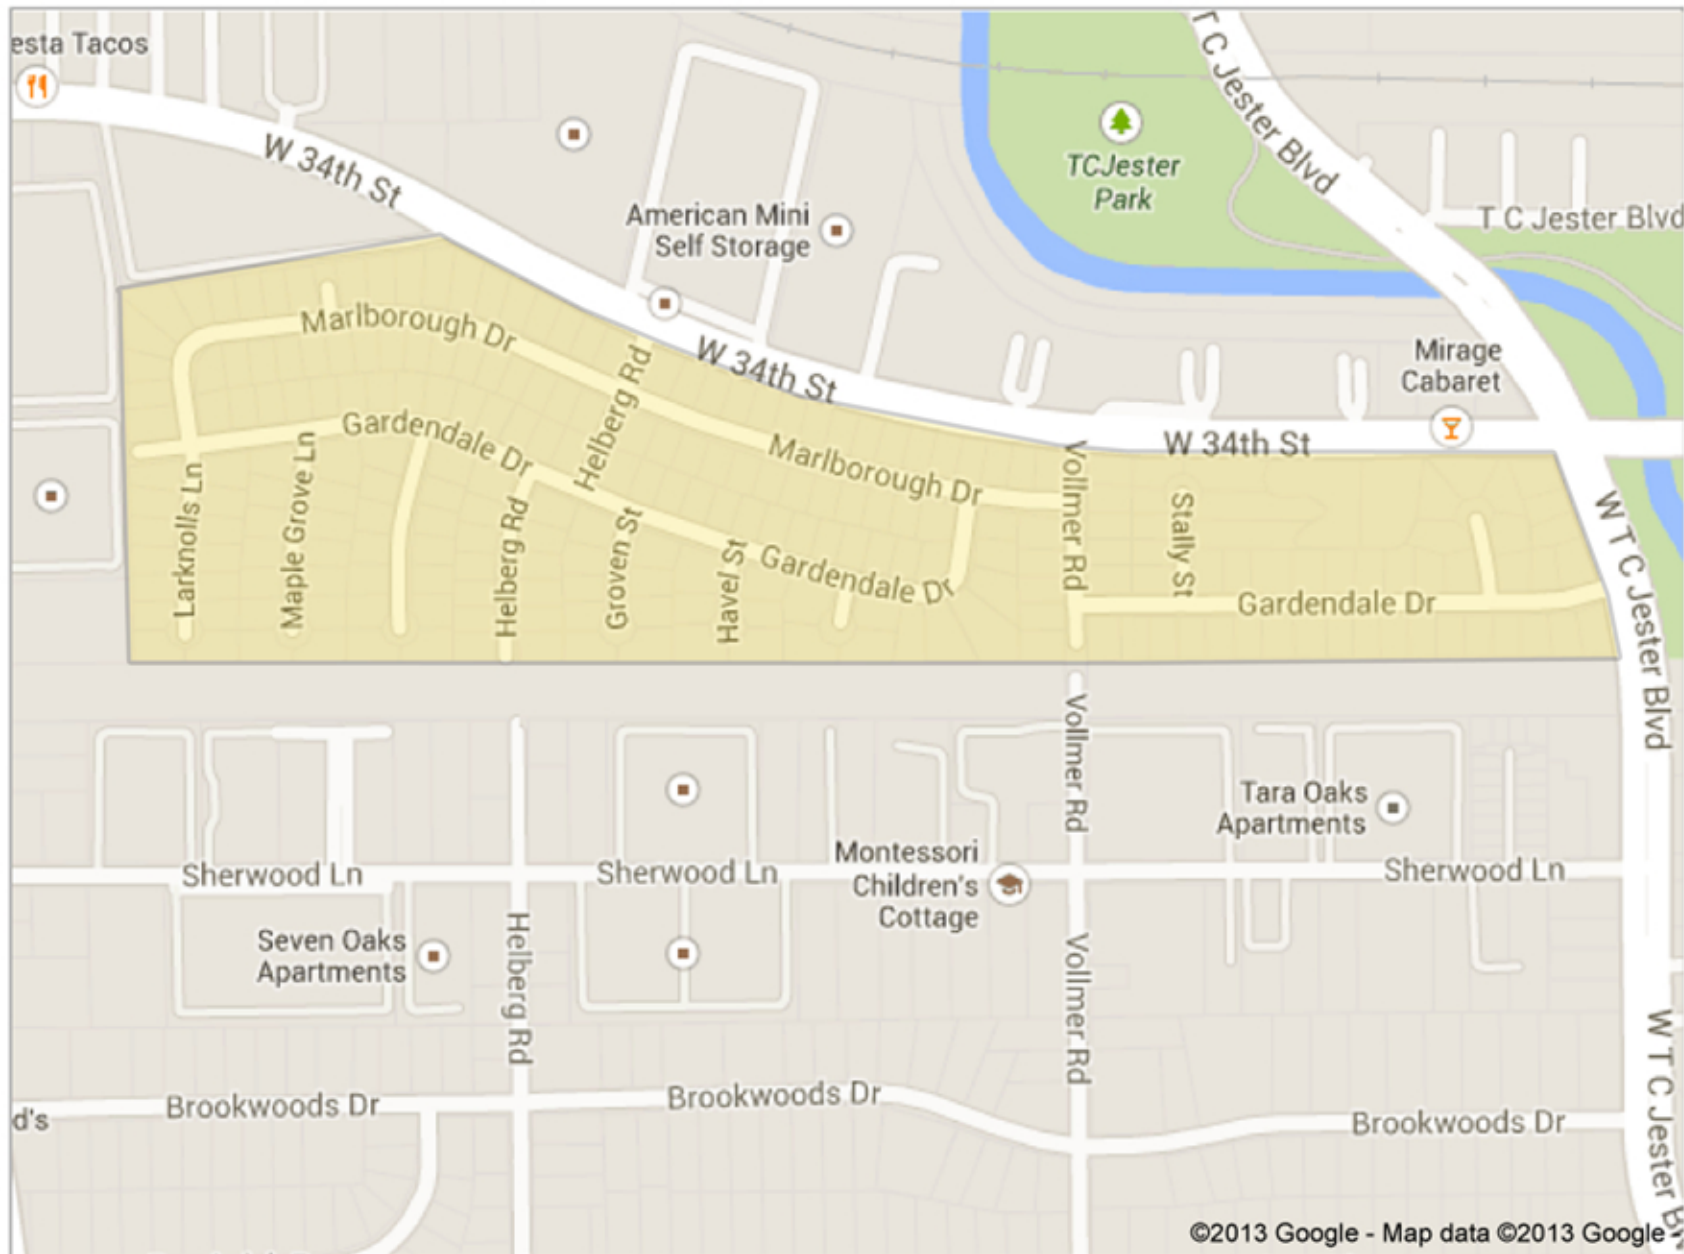 esta Tacos
W 34th St
American Mini
Self Storage
TCJester
Park
T C Jester Blvd
T C Jester Blvd
Mirage
Cabaret
Marlborough Dr
Helberg Rd
W 34th St
W 34th St
Gardendale Dr
Marlborough Dr
Vollmer Rd
Larknolls Ln
Maple Grove Ln
Helberg Rd
Groven St
Havel St
Gardendale Dr
Stally St
Gardendale Dr
W T C Jester Blvd
Vollmer Rd
Tara Oaks
Apartments
Sherwood Ln
Sherwood Ln
Montessori
Children's
Cottage
Sherwood Ln
Seven Oaks
Apartments
Helberg Rd
Vollmer Rd
W T C Jester Bl
d's
Brookwoods Dr
Brookwoods Dr
Brookwoods Dr
©2013 Google - Map data ©2013 Google -